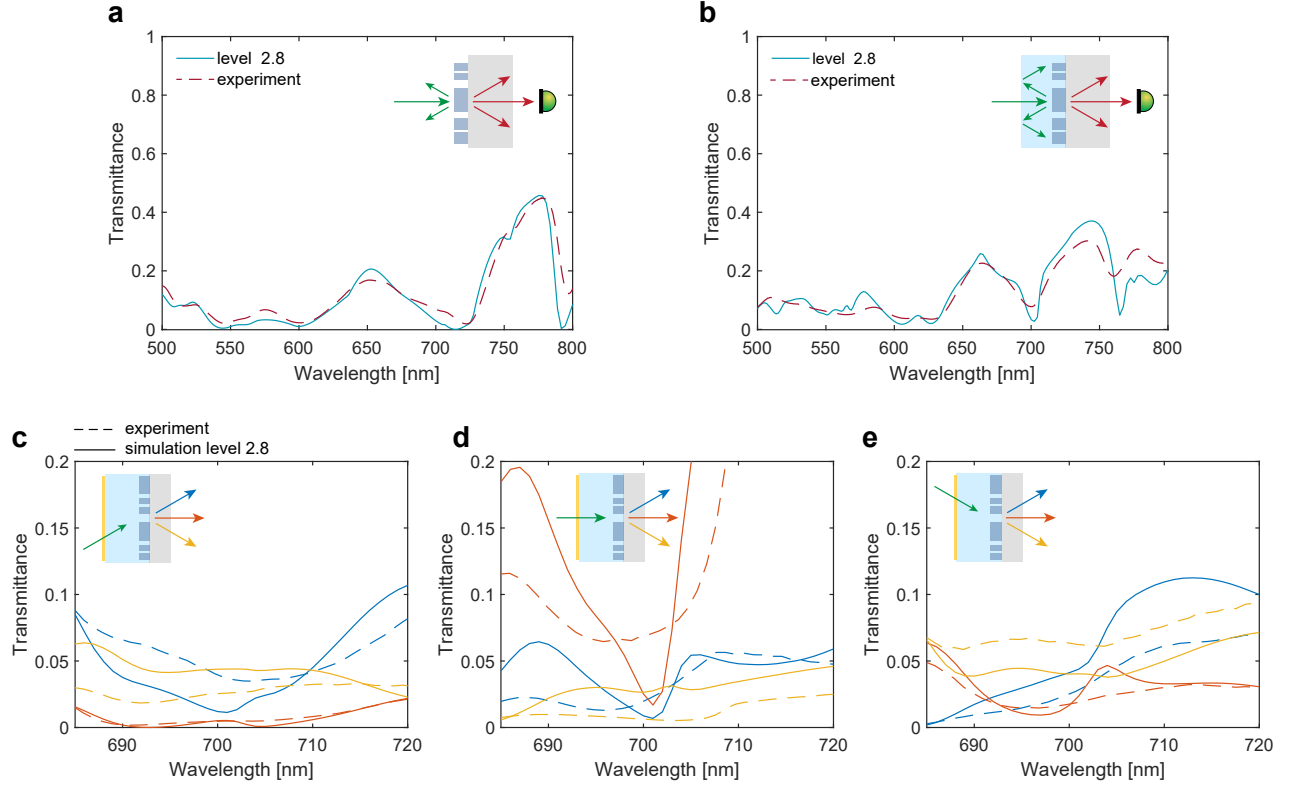 a
1
0.8
0.6
0.4
0.2
0
Transmittance
level 2.8
experiment
500 550 600 650 700 750 800
Wavelength [nm]
b
1
0.8
0.6
0.4
0.2
0
Transmittance
level 2.8
experiment
500 550 600 650 700 750 800
Wavelength [nm]
experiment
simulation level 2.8
c
0.2
0.15
0.1
0.05
0
Transmittance
690 700 710 720
Wavelength [nm]
d
0.2
0.15
0.1
0.05
0
Transmittance
690 700 710 720
Wavelength [nm]
e
0.2
0.15
0.1
0.05
0
Transmittance
690 700 710 720
Wavelength [nm]